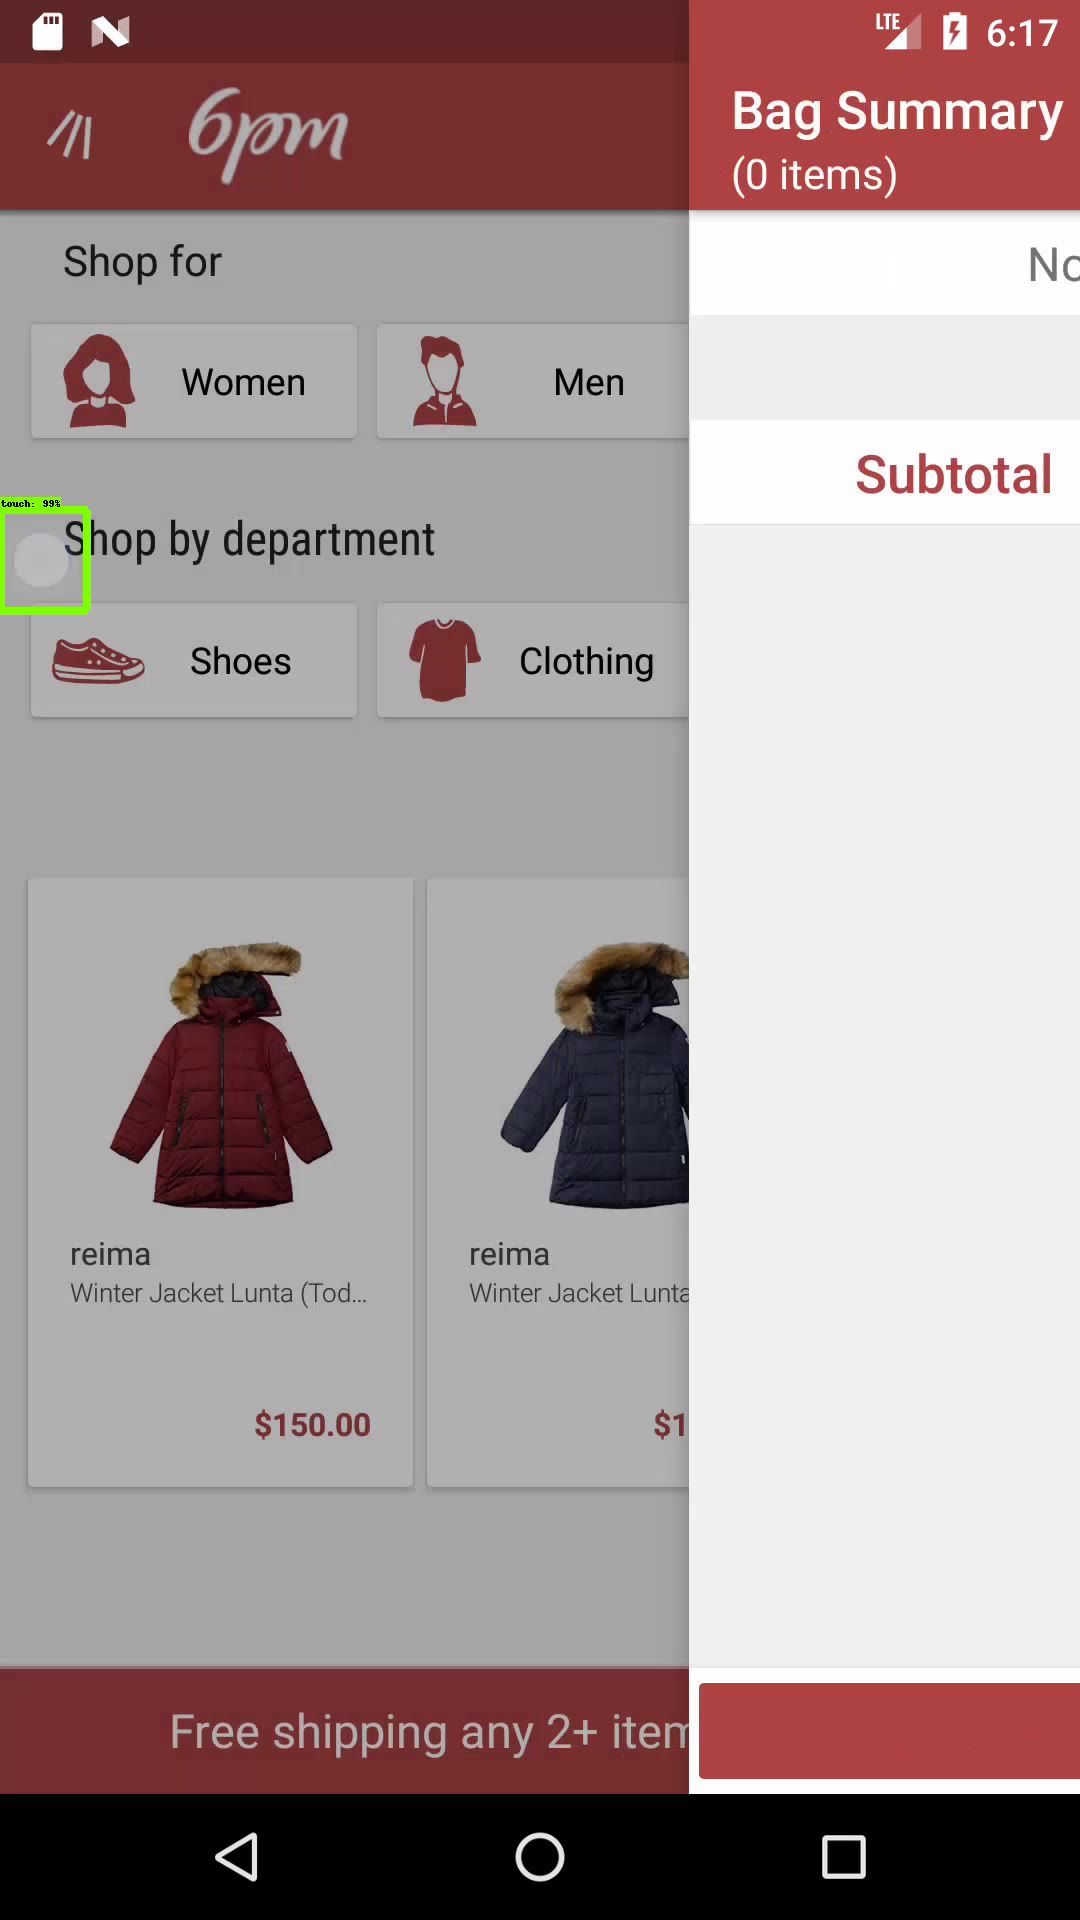 LTE 6:17
6pm
Bag Summary
(0 items)
Shop for
No
Women
Men
Subtotal
touch: 99%
Shop by department
Shoes
Clothing
reima
Winter Jacket Lunta (Tod...
$150.00
reima
Winter Jacket Lunta
$1
Free shipping any 2+ item